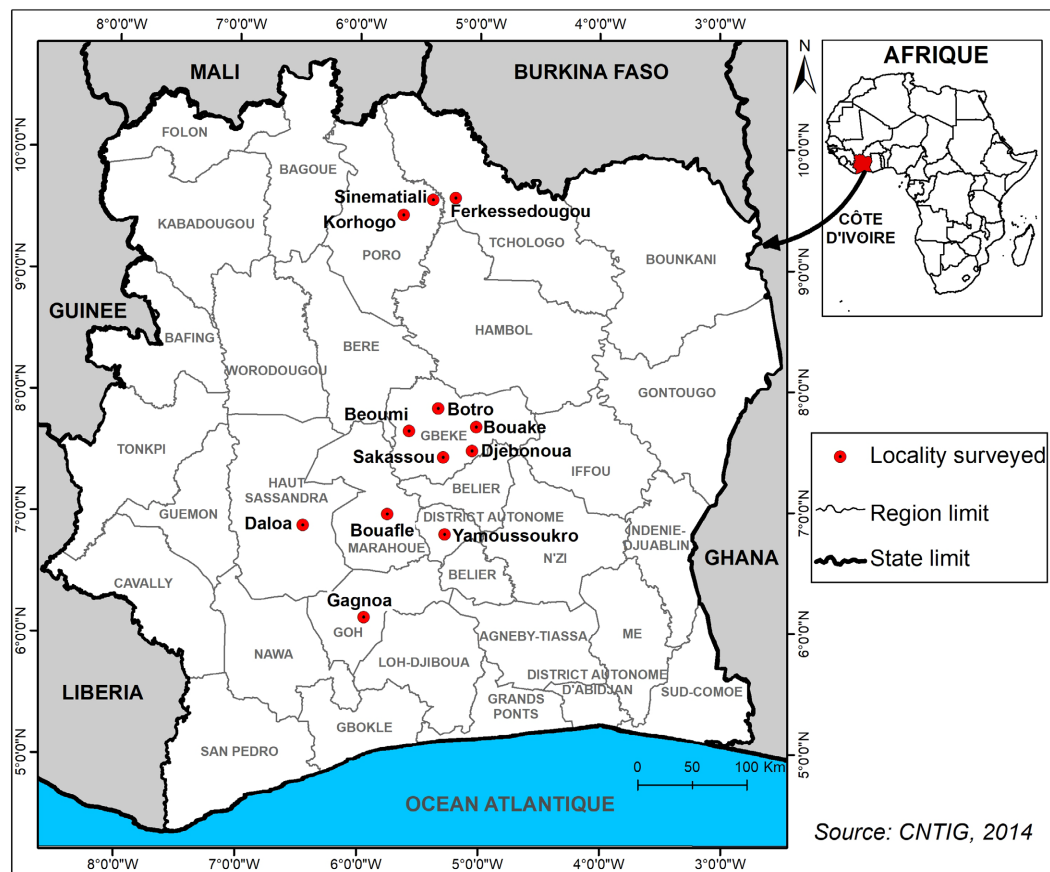 8°0'0"W 7°0'0"W 6°0'0"W 5°0'0"W 4°0'0"W 3°0'0"W
MALI
BURKINA FASO
N
AFRIQUE
CÔTE
D'IVOIRE
10°0'0"N
10°0'0"N
FOLON
BAGOUE
KABADOUGOU
Sinematiali
Ferkessedougou
Korhogo
TCHOLOGO
PORO
BOUNKANI
9°0'0"N
9°0'0"N
GUINEE
BAFING
HAMBOL
BERE
WORODOUGOU
8°0'0"N
8°0'0"N
GONTOUGO
Beoumi
Botro
Bouake
GBEKE
TONKPI
Sakassou
Djebonoua
IFFOU
HAUT
SASSANDRA
BELIER
7°0'0"N
7°0'0"N
GUEMON
Daloa
Bouafle
DISTRICT AUTONOME
Yamoussoukro
MARAHOUE
N'ZI
INDENIE-
DJUABLIN
GHANA
CAVALLY
BELIER
Gagnoa
GOH
6°0'0"N
6°0'0"N
AGNEBY-TIASSA
ME
NAWA
LOH-DJIBOUA
DISTRICT AUTONOME
D'ABIDJAN
SUD-COMOE
LIBERIA
GRANDS
PONTS
GBOKLE
SAN PEDRO
5°0'0"N
5°0'0"N
0 50 100 Km
OCEAN ATLANTIQUE
8°0'0"W 7°0'0"W 6°0'0"W 5°0'0"W 4°0'0"W 3°0'0"W
Locality surveyed
Region limit
State limit
Source: CNTIG, 2014